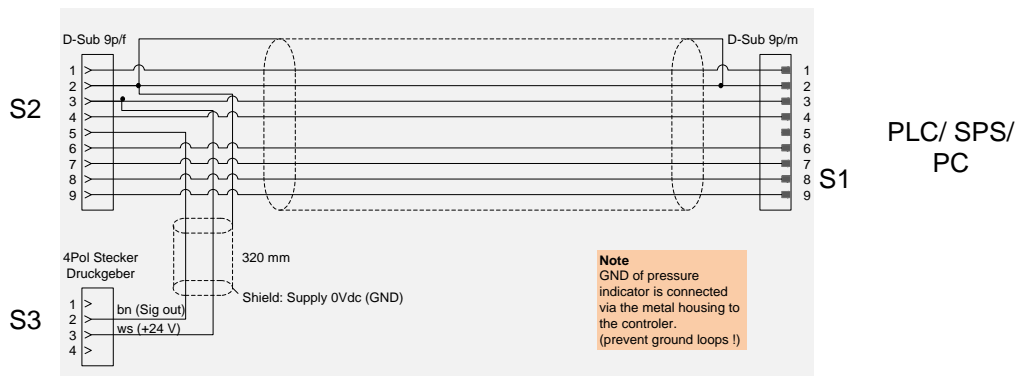 D-Sub 9p/f
D-Sub 9p/m
1
2
3
4
5
6
7
8
9
S2
1
2
3
4
5
6
7
8
9
S1
PLC/ SPS/
PC
4Pol Stecker
Druckgeber
320 mm
Shield: Supply 0Vdc (GND)
1
2
3
4
bn (Sig out)
ws (+24 V)
S3
Note
GND of pressure
indicator is connected
via the metal housing to
the controler.
(prevent ground loops !)